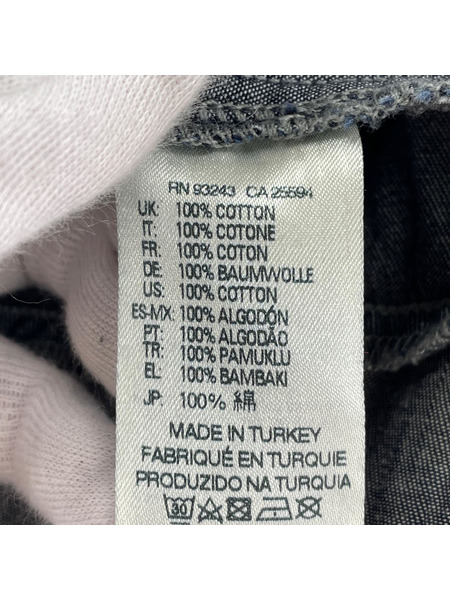 RN 93243 CA 25594
UK: 100% COTTON
IT: 100% COTONE
FR: 100% COTON
DE: 100% BAUMWOLLE
US: 100% COTTON
ES-MX: 100% ALGODÓN
PT: 100% ALGODÃO
TR: 100% PAMUKLU
EL: 100% BAMBAKI
JP: 100% 綿
MADE IN TURKEY
FABRIQUÉ EN TURQUIE
PRODUZIDO NA TURQUIA
30